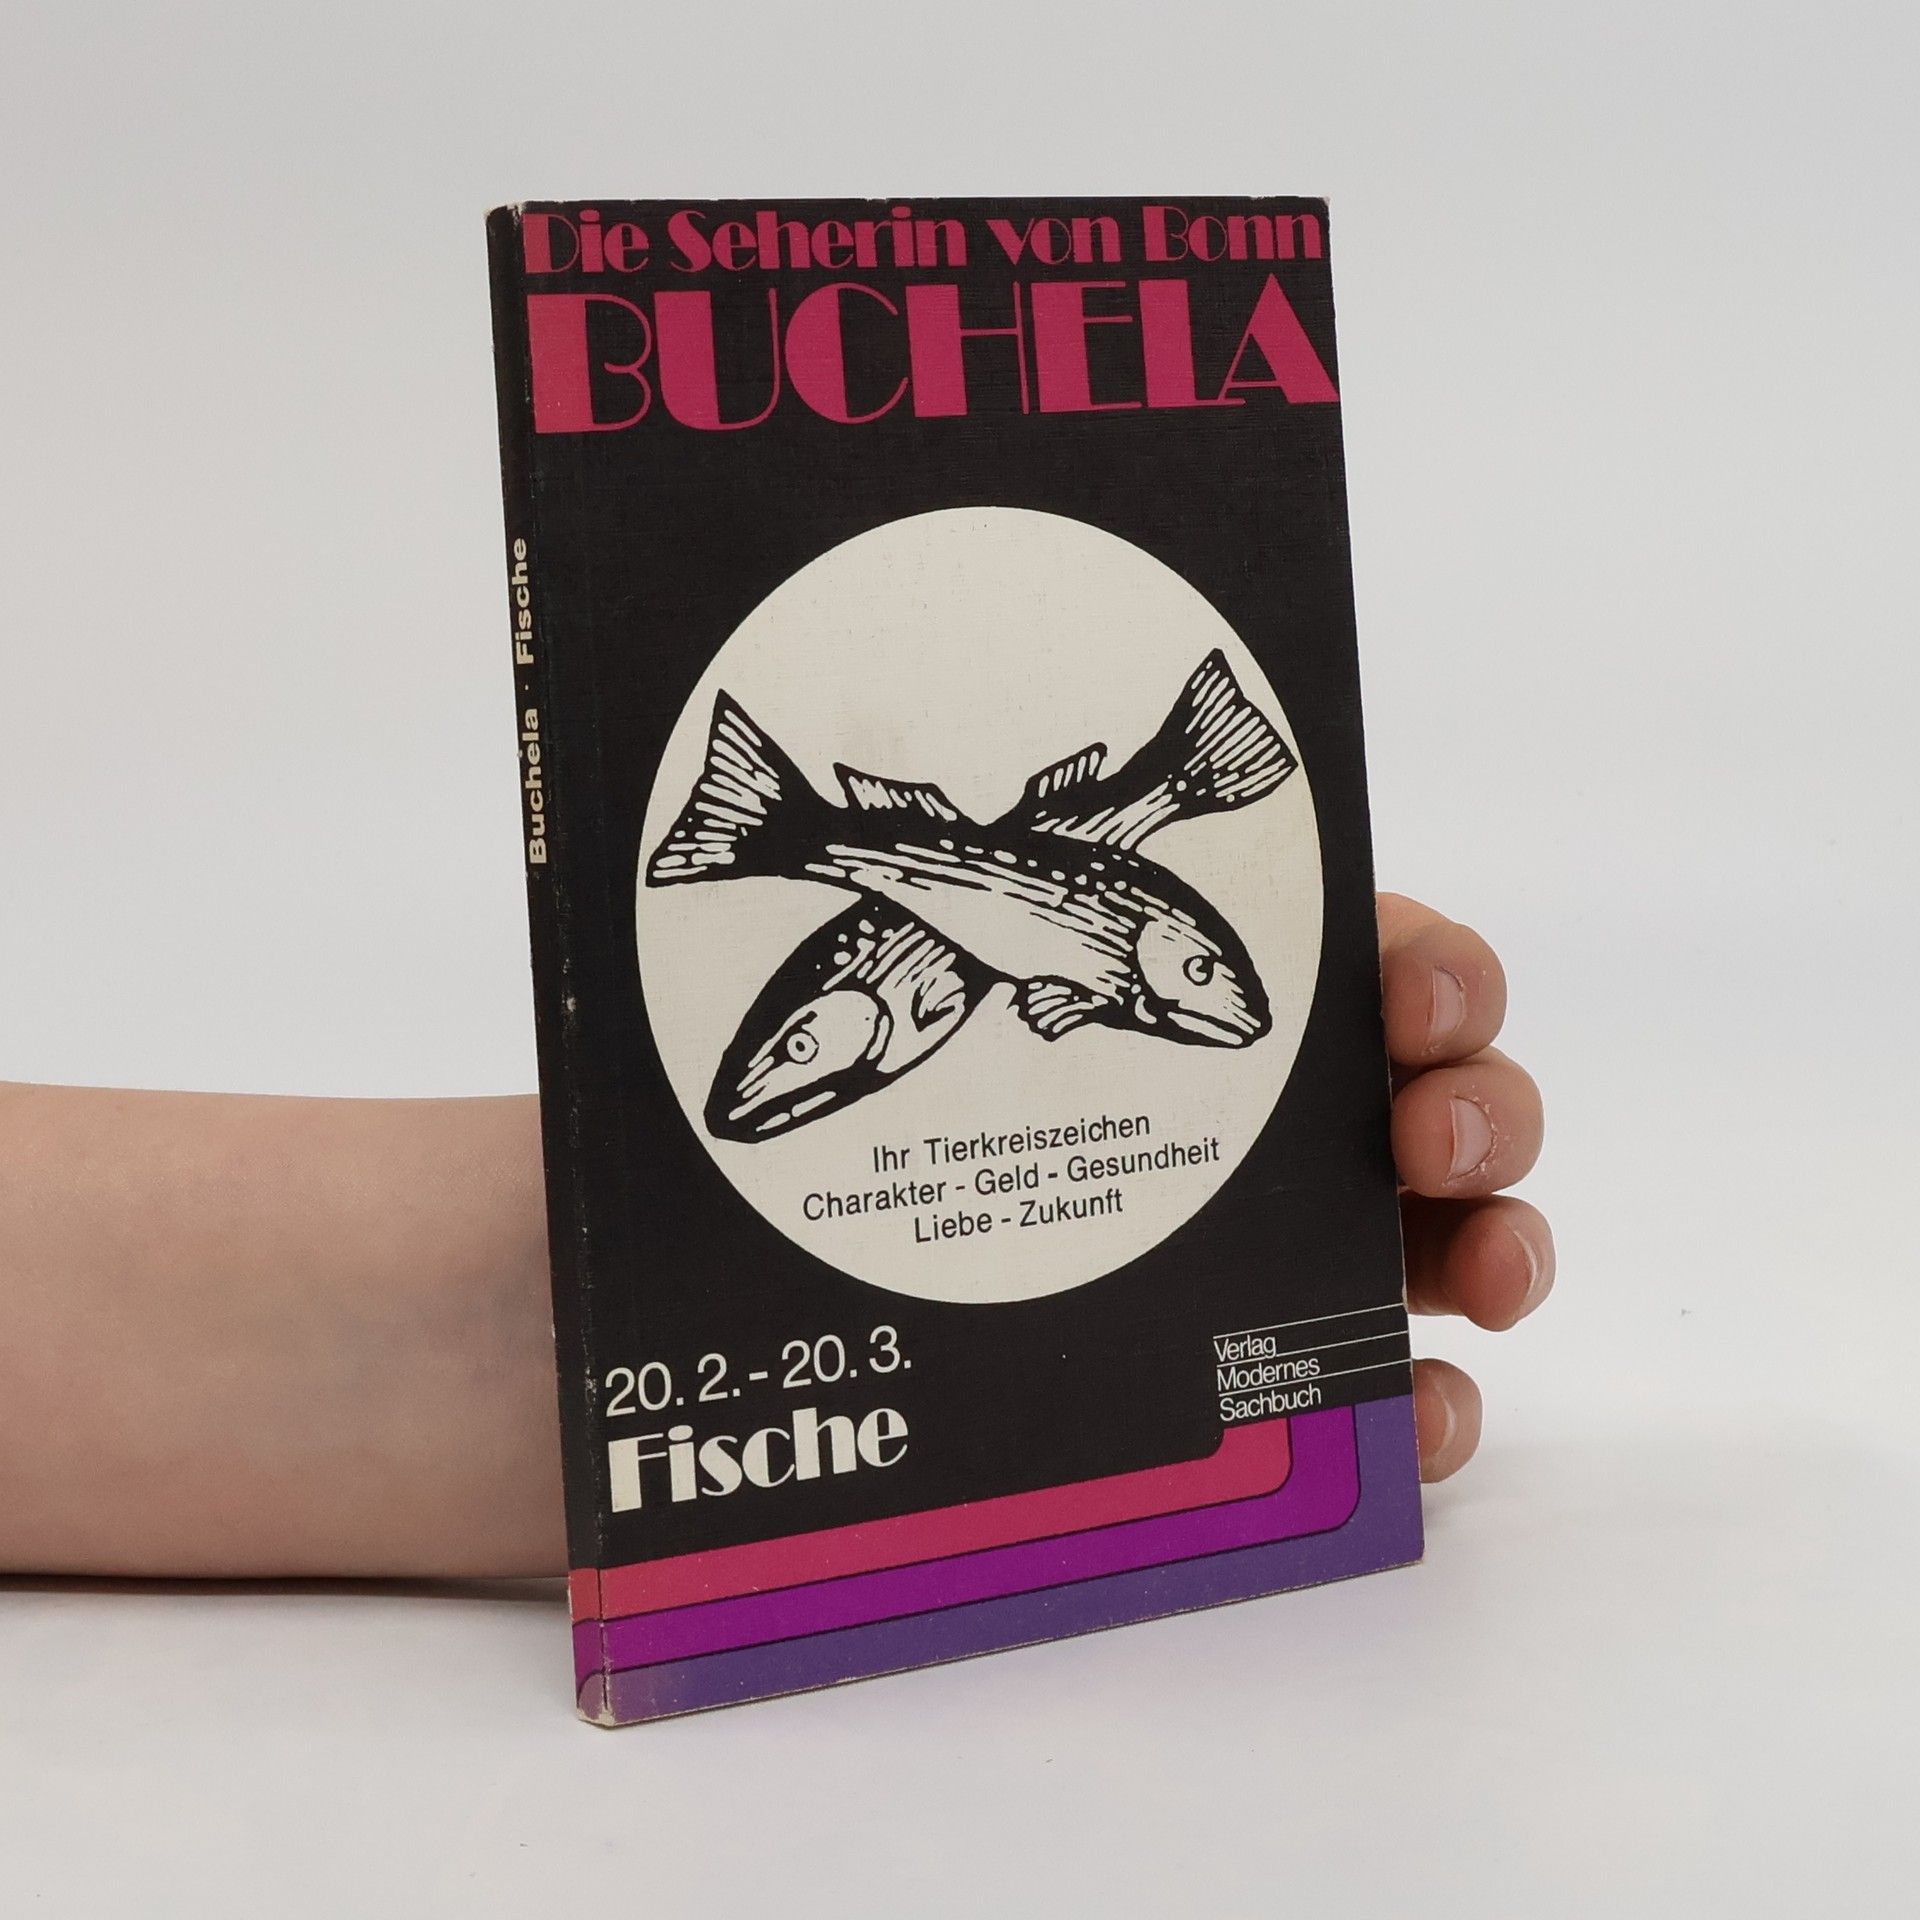 Die Seherin von Bonn
BUCHELA
Buchela · Fische
Ihr Tierkreiszeichen
Charakter - Geld - Gesundheit
Liebe - Zukunft
20. 2. - 20. 3.
Fische
Verlag
Modernes
Sachbuch